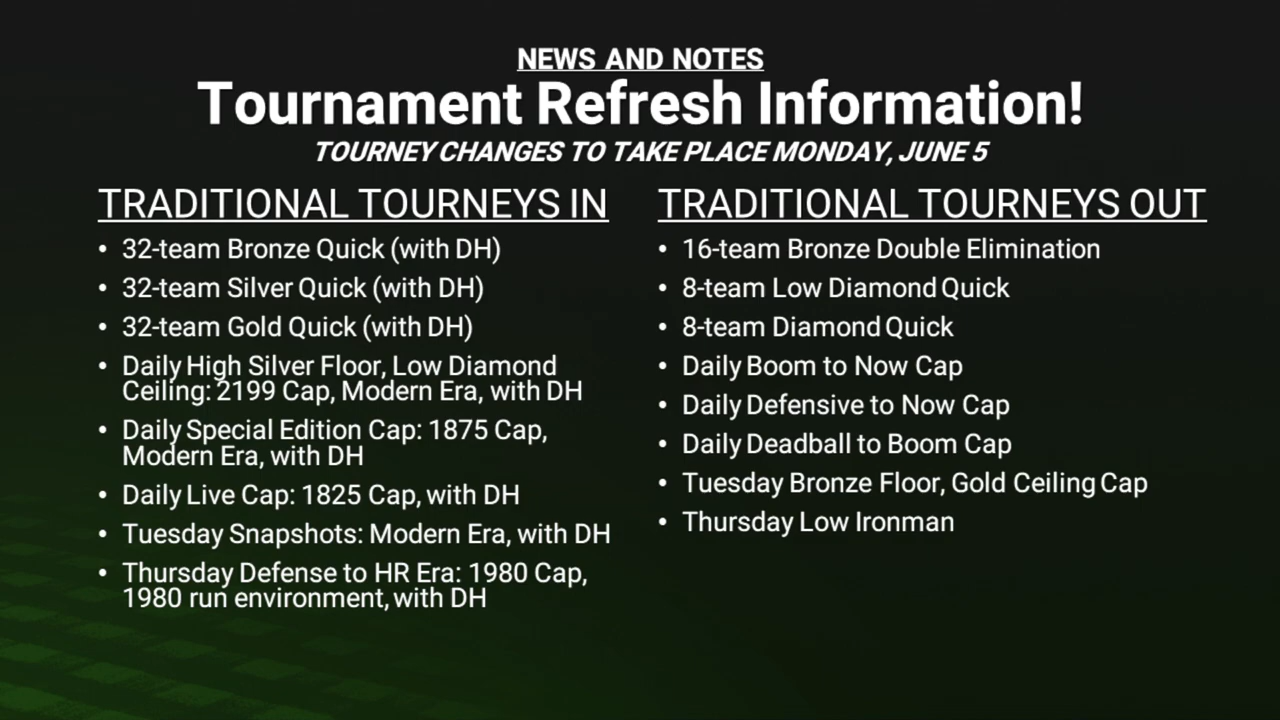 NEWS AND NOTES
Tournament Refresh Information!
TOURNEY CHANGES TO TAKE PLACE MONDAY, JUNE 5
TRADITIONAL TOURNEYS IN
• 32-team Bronze Quick (with DH)
• 32-team Silver Quick (with DH)
• 32-team Gold Quick (with DH)
• Daily High Silver Floor, Low Diamond
Ceiling: 2199 Cap, Modern Era, with DH
• Daily Special Edition Cap: 1875 Cap,
Modern Era, with DH
• Daily Live Cap: 1825 Cap, with DH
• Tuesday Snapshots: Modern Era, with DH
• Thursday Defense to HR Era: 1980 Cap,
1980 run environment, with DH
TRADITIONAL TOURNEYS OUT
• 16-team Bronze Double Elimination
• 8-team Low Diamond Quick
• 8-team Diamond Quick
• Daily Boom to Now Cap
• Daily Defensive to Now Cap
• Daily Deadball to Boom Cap
• Tuesday Bronze Floor, Gold Ceiling Cap
• Thursday Low Ironman